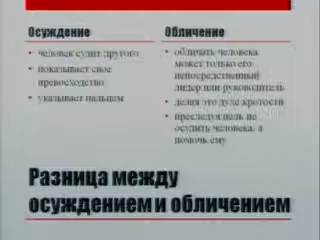 Осуждение
человек судит другого
показывает свое
превосходство
указывает пальцем
Обличение
обличать человека
может только его
непосредственный
лидер или руководитель
делая это духе кротости
преследуя цель не
осудить человека, а
помочь ему
Разница между
осуждением и обличением